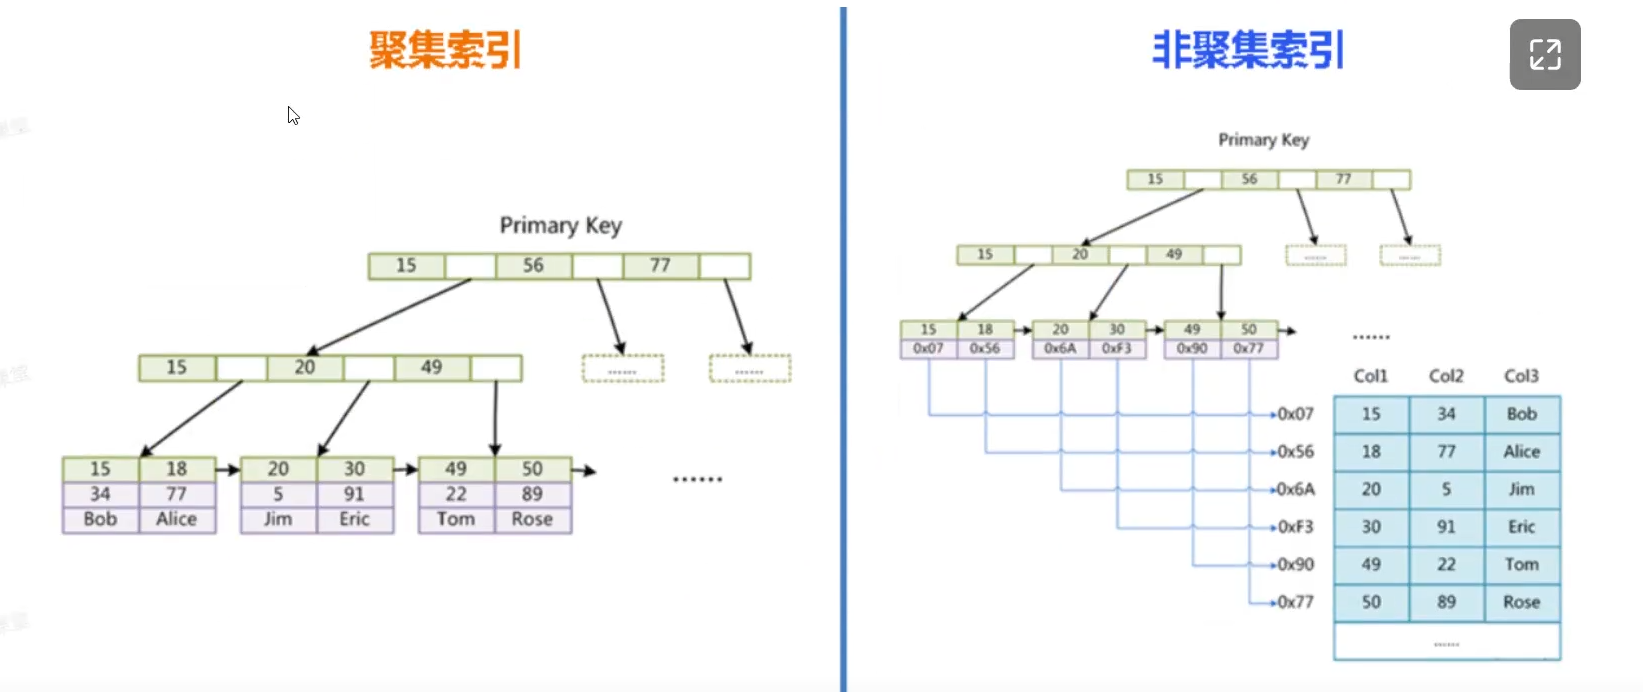 聚集索引
Primary Key
15 56 77
15 20 49
...... ......
15 18 20 30 49 50
34 77 5 91 22 89
Bob Alice Jim Eric Tom Rose
......
非聚集索引
Primary Key
15 56 77
15 20 49
15 18 20 30 49 50
0x07 0x56 0x6A 0xF3 0x90 0x77
......
Col1 Col2 Col3
0x07 15 34 Bob
0x56 18 77 Alice
0x6A 20 5 Jim
0xF3 30 91 Eric
0x90 49 22 Tom
0x77 50 89 Rose
......